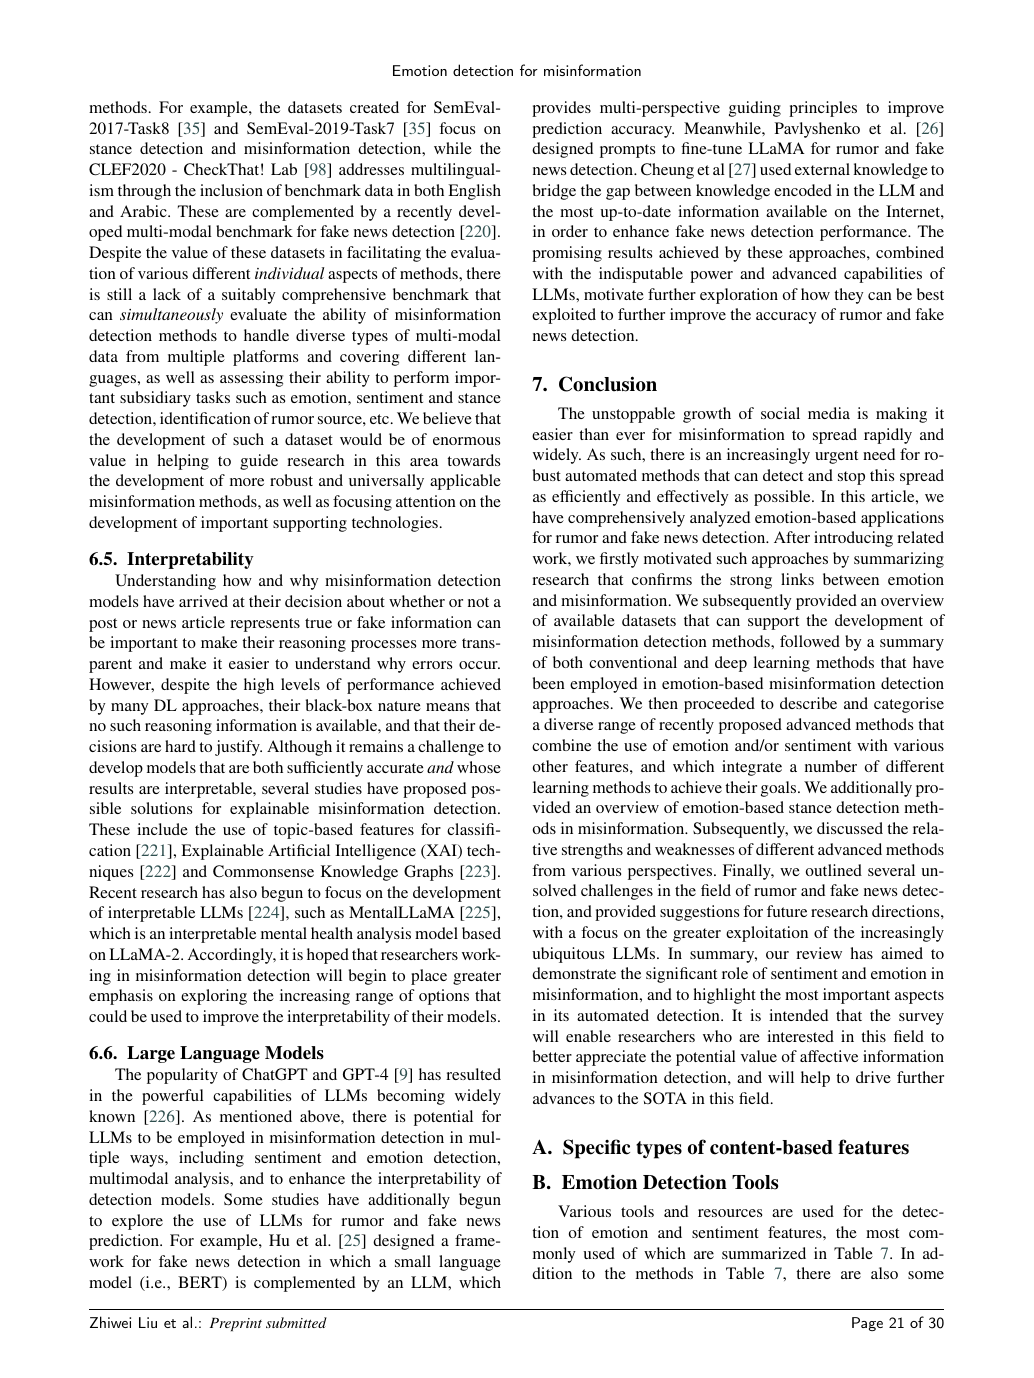 Emotion detection for misinformation
methods. For example, the datasets created for SemEval-
2017-Task8 [35] and SemEval-2019-Task7 [35] focus on
stance detection and misinformation detection, while the
CLEF2020 - CheckThat! Lab [98] addresses multilingual-
ism through the inclusion of benchmark data in both English
and Arabic. These are complemented by a recently devel-
oped multi-modal benchmark for fake news detection [220].
Despite the value of these datasets in facilitating the evalua-
tion of various different individual aspects of methods, there
is still a lack of a suitably comprehensive benchmark that
can simultaneously evaluate the ability of misinformation
detection methods to handle diverse types of multi-modal
data from multiple platforms and covering different lan-
guages, as well as assessing their ability to perform impor-
tant subsidiary tasks such as emotion, sentiment and stance
detection, identification of rumor source, etc. We believe that
the development of such a dataset would be of enormous
value in helping to guide research in this area towards
the development of more robust and universally applicable
misinformation methods, as well as focusing attention on the
development of important supporting technologies.
6.5. Interpretability
Understanding how and why misinformation detection
models have arrived at their decision about whether or not a
post or news article represents true or fake information can
be important to make their reasoning processes more trans-
parent and make it easier to understand why errors occur.
However, despite the high levels of performance achieved
by many DL approaches, their black-box nature means that
no such reasoning information is available, and that their de-
cisions are hard to justify. Although it remains a challenge to
develop models that are both sufficiently accurate and whose
results are interpretable, several studies have proposed pos-
sible solutions for explainable misinformation detection.
These include the use of topic-based features for classifi-
cation [221], Explainable Artificial Intelligence (XAI) tech-
niques [222] and Commonsense Knowledge Graphs [223].
Recent research has also begun to focus on the development
of interpretable LLMs [224], such as MentalLLaMA [225],
which is an interpretable mental health analysis model based
on LLaMA-2. Accordingly, it is hoped that researchers work-
ing in misinformation detection will begin to place greater
emphasis on exploring the increasing range of options that
could be used to improve the interpretability of their models.
6.6. Large Language Models
The popularity of ChatGPT and GPT-4 [9] has resulted
in the powerful capabilities of LLMs becoming widely
known [226]. As mentioned above, there is potential for
LLMs to be employed in misinformation detection in mul-
tiple ways, including sentiment and emotion detection,
multimodal analysis, and to enhance the interpretability of
detection models. Some studies have additionally begun
to explore the use of LLMs for rumor and fake news
prediction. For example, Hu et al. [25] designed a frame-
work for fake news detection in which a small language
model (i.e., BERT) is complemented by an LLM, which
provides multi-perspective guiding principles to improve
prediction accuracy. Meanwhile, Pavlyshenko et al. [26]
designed prompts to fine-tune LLaMA for rumor and fake
news detection. Cheung et al [27] used external knowledge to
bridge the gap between knowledge encoded in the LLM and
the most up-to-date information available on the Internet,
in order to enhance fake news detection performance. The
promising results achieved by these approaches, combined
with the indisputable power and advanced capabilities of
LLMs, motivate further exploration of how they can be best
exploited to further improve the accuracy of rumor and fake
news detection.
7. Conclusion
The unstoppable growth of social media is making it
easier than ever for misinformation to spread rapidly and
widely. As such, there is an increasingly urgent need for ro-
bust automated methods that can detect and stop this spread
as efficiently and effectively as possible. In this article, we
have comprehensively analyzed emotion-based applications
for rumor and fake news detection. After introducing related
work, we firstly motivated such approaches by summarizing
research that confirms the strong links between emotion
and misinformation. We subsequently provided an overview
of available datasets that can support the development of
misinformation detection methods, followed by a summary
of both conventional and deep learning methods that have
been employed in emotion-based misinformation detection
approaches. We then proceeded to describe and categorise
a diverse range of recently proposed advanced methods that
combine the use of emotion and/or sentiment with various
other features, and which integrate a number of different
learning methods to achieve their goals. We additionally pro-
vided an overview of emotion-based stance detection meth-
ods in misinformation. Subsequently, we discussed the rela-
tive strengths and weaknesses of different advanced methods
from various perspectives. Finally, we outlined several un-
solved challenges in the field of rumor and fake news detec-
tion, and provided suggestions for future research directions,
with a focus on the greater exploitation of the increasingly
ubiquitous LLMs. In summary, our review has aimed to
demonstrate the significant role of sentiment and emotion in
misinformation, and to highlight the most important aspects
in its automated detection. It is intended that the survey
will enable researchers who are interested in this field to
better appreciate the potential value of affective information
in misinformation detection, and will help to drive further
advances to the SOTA in this field.
A. Specific types of content-based features
B. Emotion Detection Tools
Various tools and resources are used for the detec-
tion of emotion and sentiment features, the most com-
monly used of which are summarized in Table 7. In ad-
dition to the methods in Table 7, there are also some
Zhiwei Liu et al.: Preprint submitted
Page 21 of 30